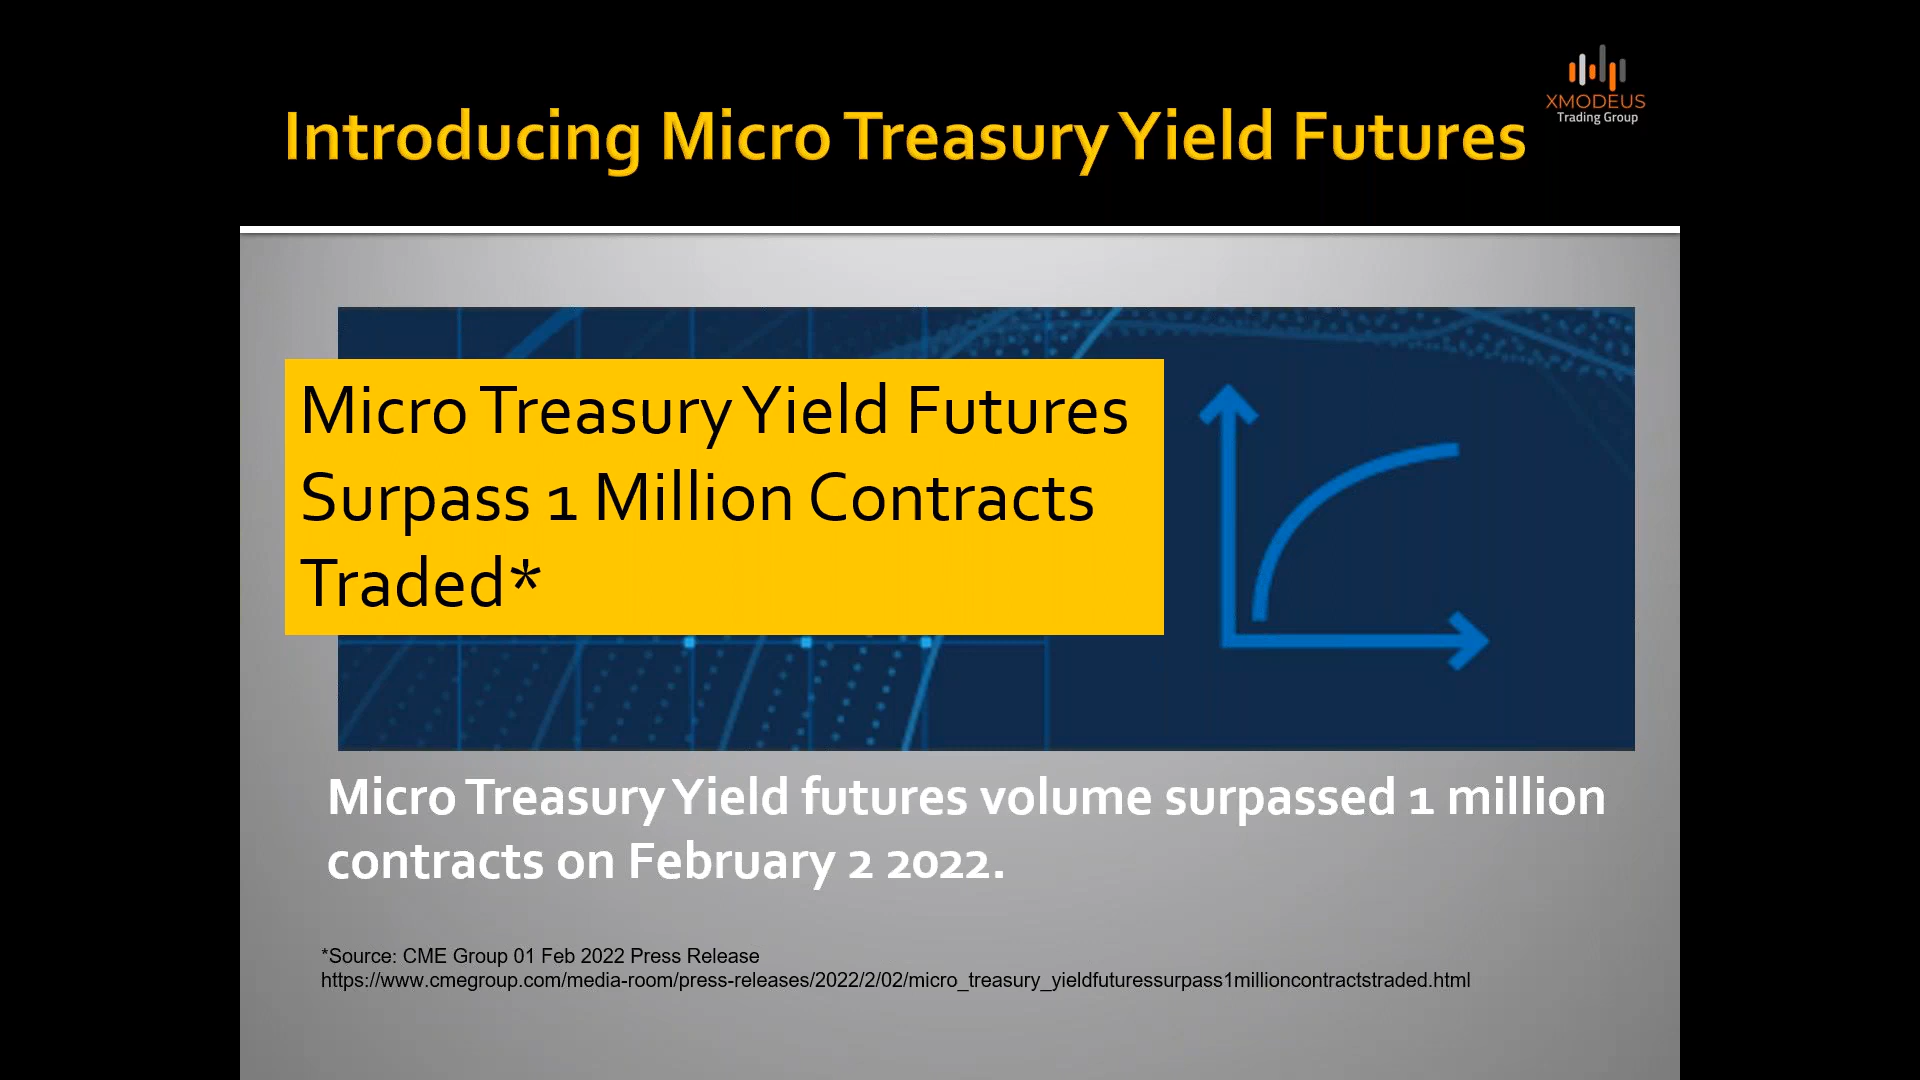 XMODEUS
Trading Group
Introducing Micro Treasury Yield Futures
Micro Treasury Yield Futures
Surpass 1 Million Contracts
Traded*
Micro Treasury Yield futures volume surpassed 1 million
contracts on February 2 2022.
*Source: CME Group 01 Feb 2022 Press Release
https://www.cmegroup.com/media-room/press-releases/2022/2/02/micro_treasury_yieldfuturessurpass1millioncontractstraded.html